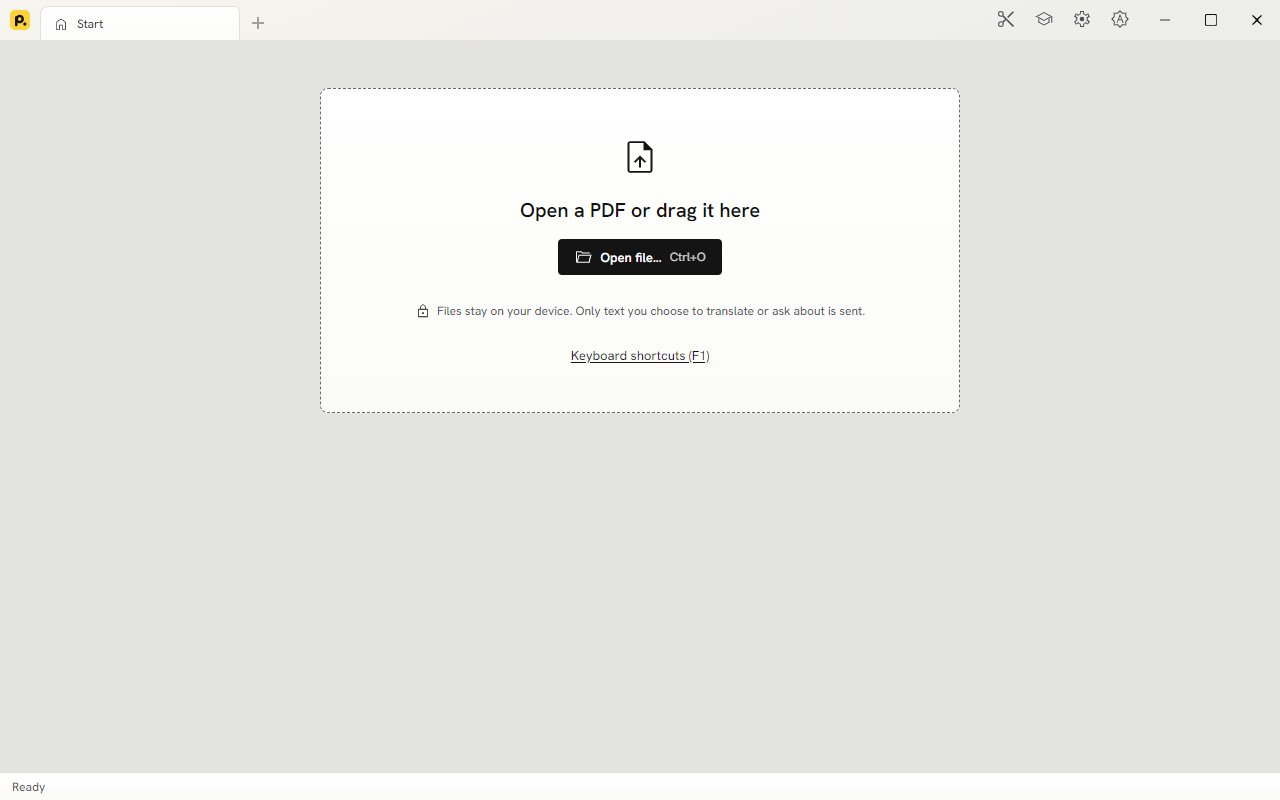 p.
Start
Open a PDF or drag it here
Open file... Ctrl+O
Files stay on your device. Only text you choose to translate or ask about is sent.
Keyboard shortcuts (F1)
Ready